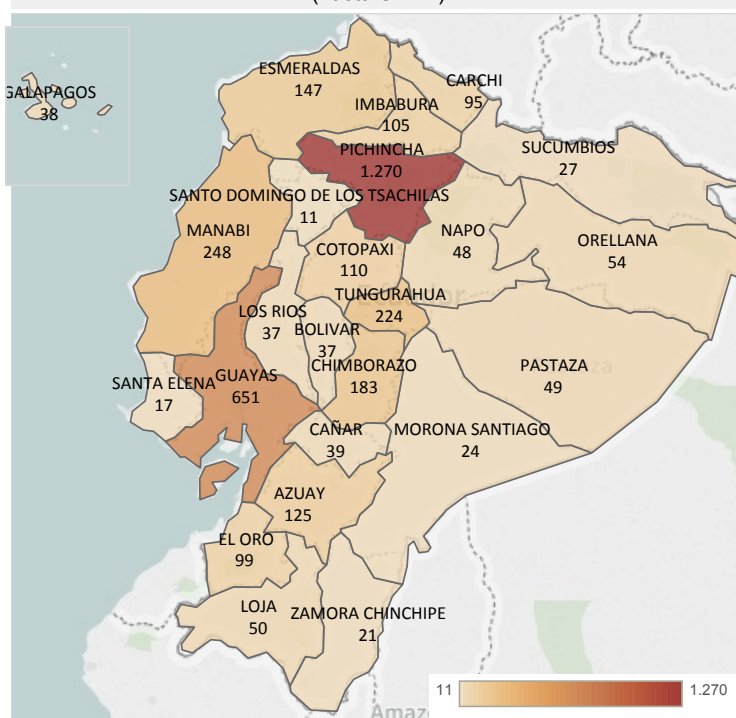 ESMERALDAS
147
CARCHI
95
GALAPAGOS
38
IMBABURA
105
PICHINCHA
1.270
SUCUMBIOS
27
SANTO DOMINGO DE LOS TSACHILAS
11
MANABI
248
NAPO
48
ORELLANA
54
COTOPAXI
110
TUNGURAHUA
224
LOS RIOS
37
BOLIVAR
37
CHIMBORAZO
183
PASTAZA
49
SANTA ELENA
17
GUAYAS
651
CAÑAR
39
MORONA SANTIAGO
24
AZUAY
125
EL ORO
99
LOJA
50
ZAMORA CHINCHIPE
21
11
1.270
Amaz